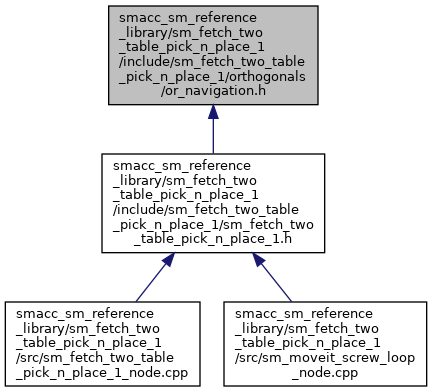 smacc_sm_reference
_library/sm_fetch_two
_table_pick_n_place_1
/include/sm_fetch_two_table
_pick_n_place_1/orthogonals
/or_navigation.h
smacc_sm_reference
_library/sm_fetch_two
_table_pick_n_place_1
/include/sm_fetch_two_table
_pick_n_place_1/sm_fetch_two
_table_pick_n_place_1.h
smacc_sm_reference
_library/sm_fetch_two
_table_pick_n_place_1
/src/sm_fetch_two_table
_pick_n_place_1_node.cpp
smacc_sm_reference
_library/sm_fetch_two
_table_pick_n_place_1
/src/sm_moveit_screw_loop
_node.cpp